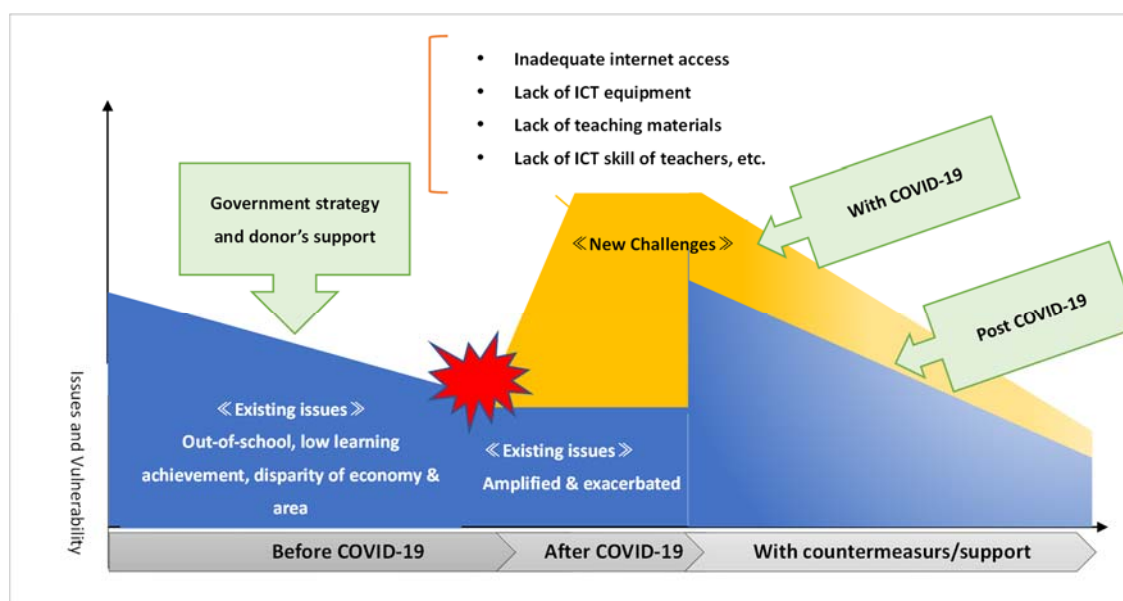 • Inadequate internet access
• Lack of ICT equipment
• Lack of teaching materials
• Lack of ICT skill of teachers, etc.
Government strategy
and donor's support
With COVID-19
≪New Challenges≫
Post COVID-19
Issues and Vulnerability
≪Existing issues≫
Out-of-school, low learning
achievement, disparity of economy &
area
≪Existing issues≫
Amplified & exacerbated
Before COVID-19
After COVID-19
With countermeasurs/support